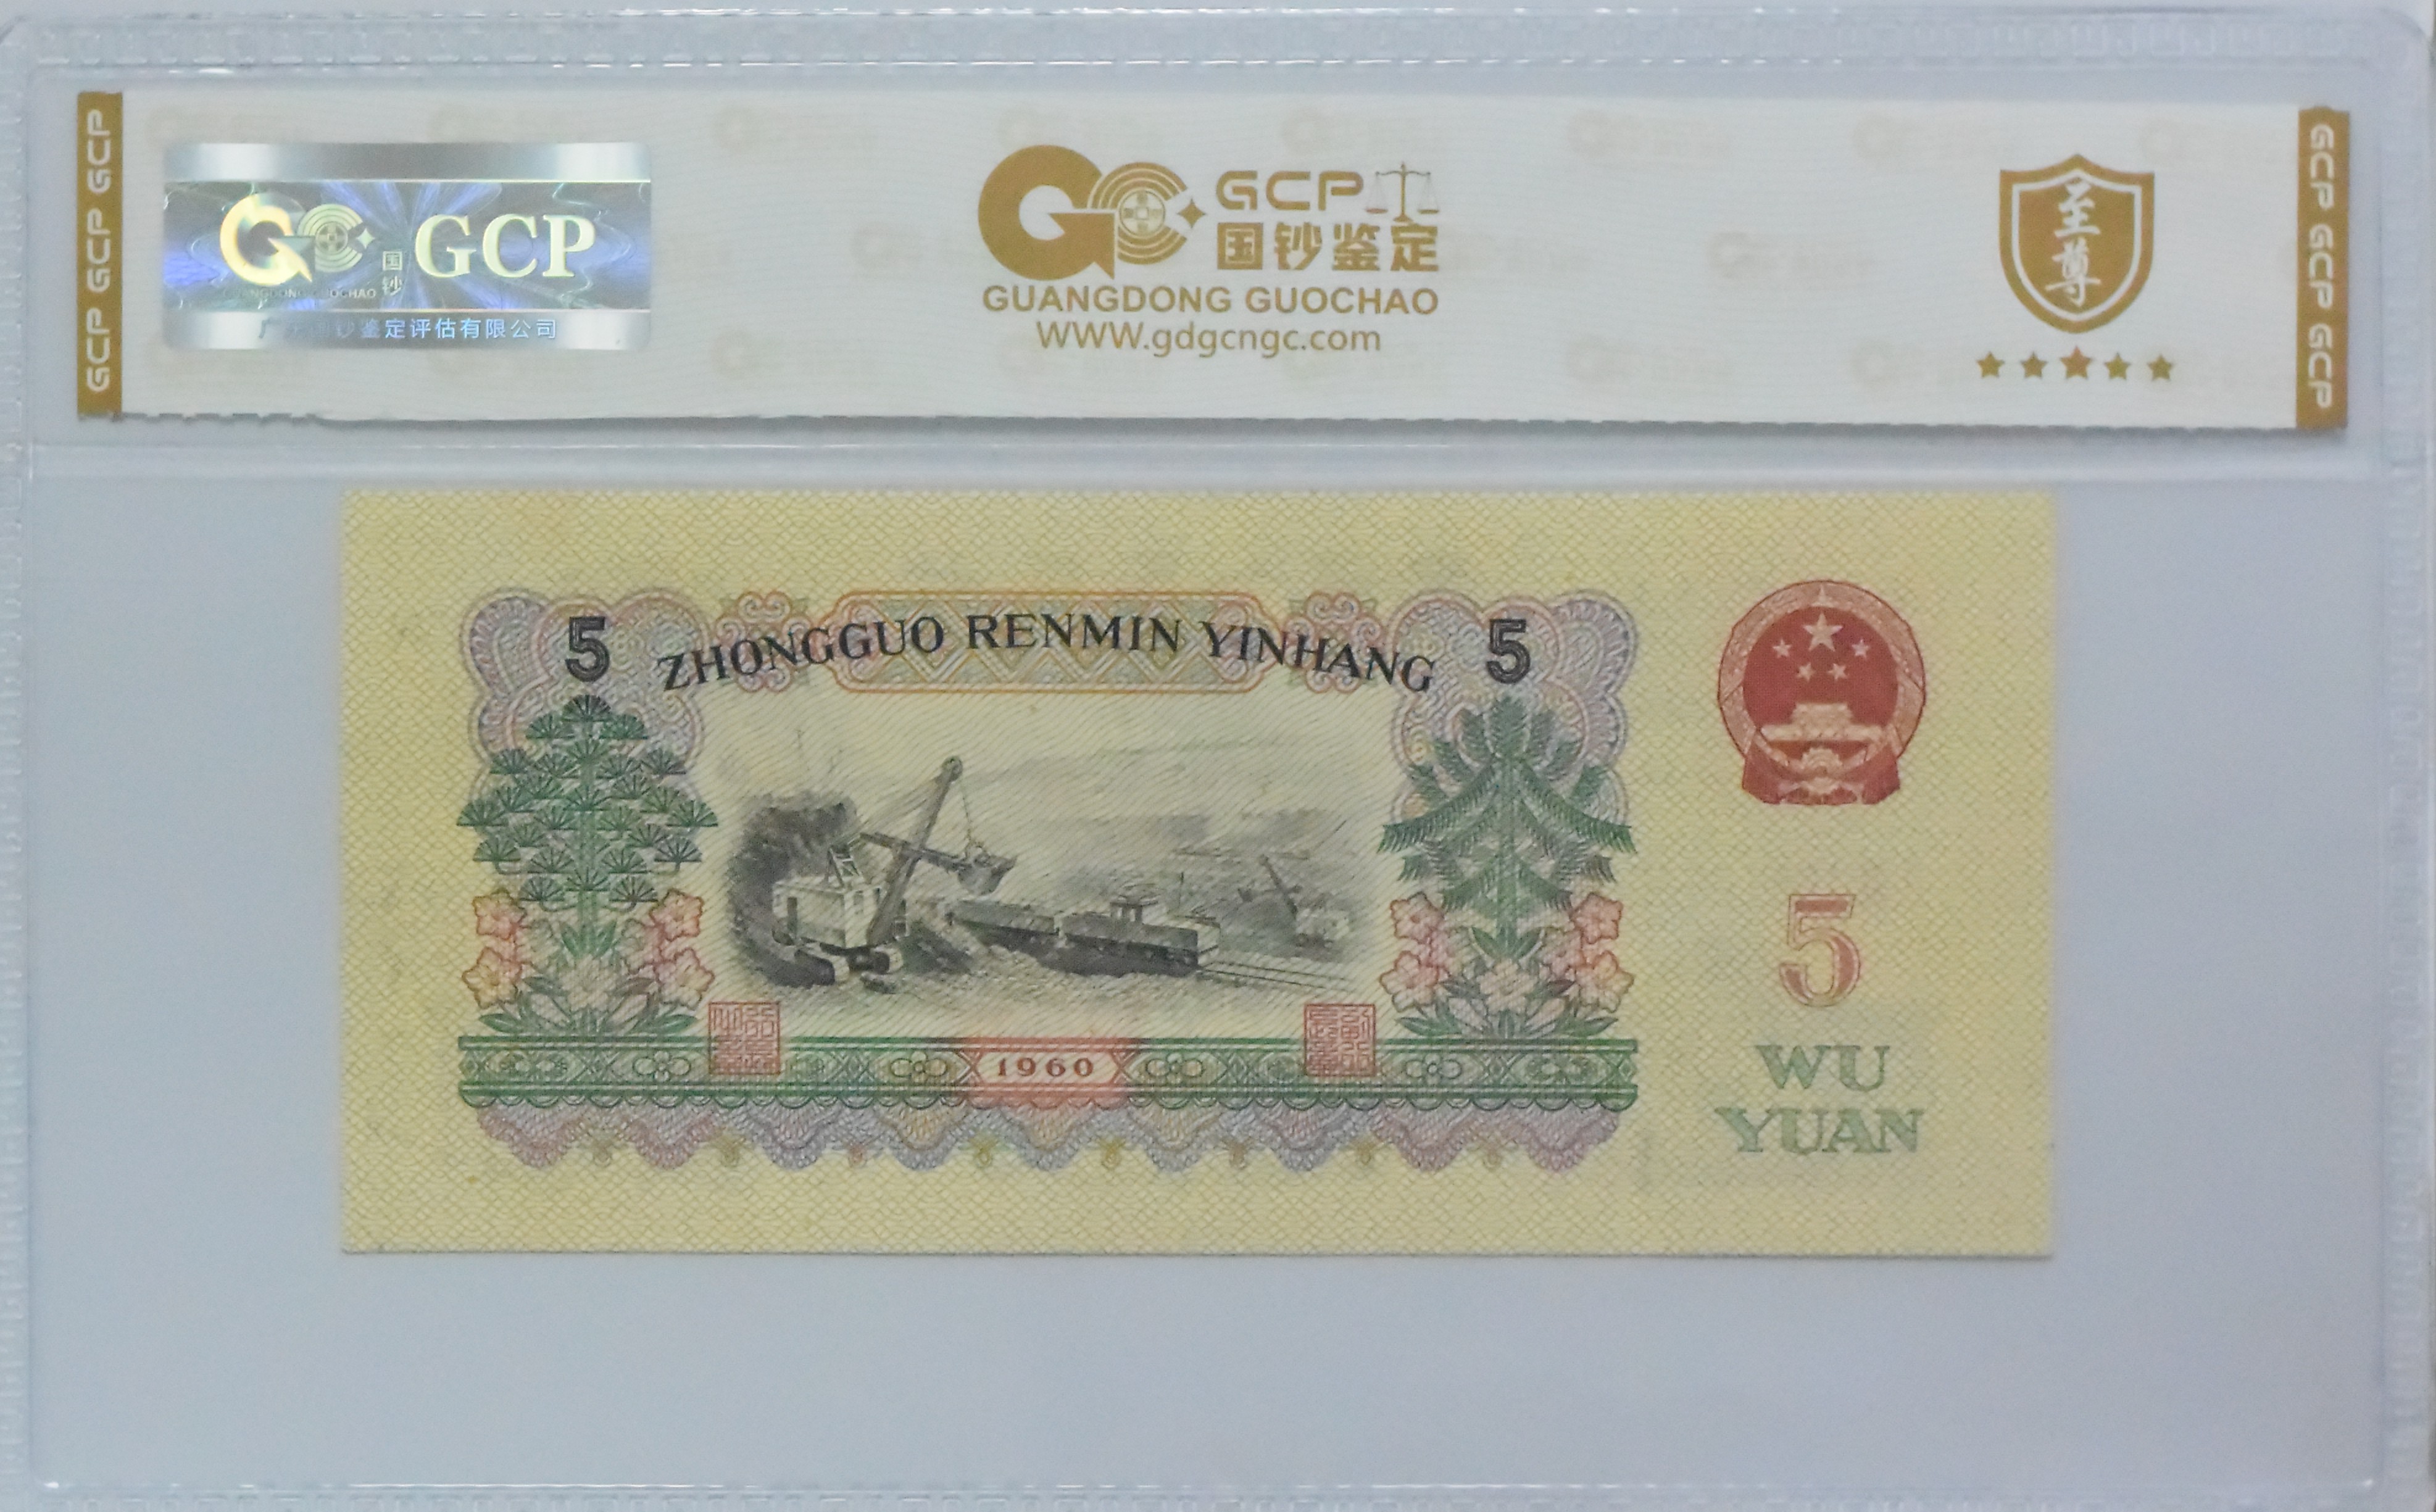 GCP GCP GCP
GCP
国钞
GUANGDONG GUOCHAO
广东国钞鉴定评估有限公司
GCP
国钞鉴定
GUANGDONG GUOCHAO
WWW.gdgcngc.com
至尊
GCP GCP GCP
5 ZHONGGUO RENMIN YINHANG 5
1960
5
WU
YUAN